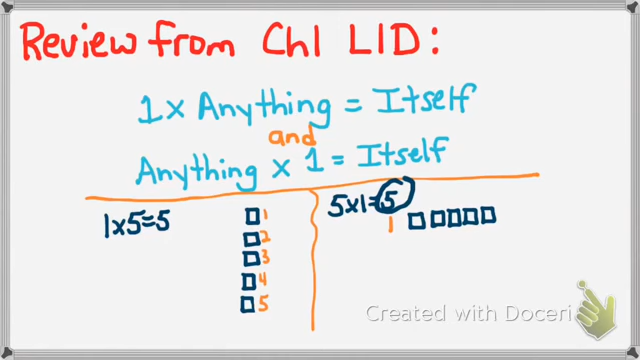 Review from Ch1 L1D:
1 x Anything = Itself
and
Anything x 1 = Itself
1x5=5
1
2
3
4
5
5x1=5
1
Created with Doceri